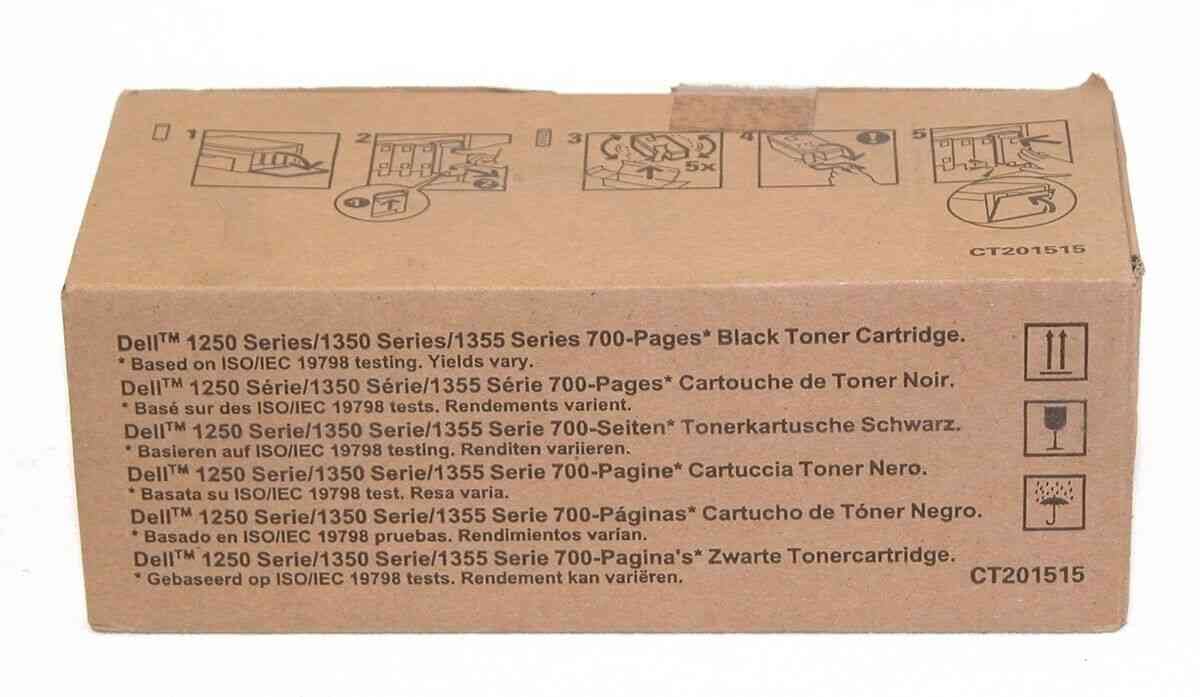 1 2 3 4 5
5x
1 2
CT201515
Dell™ 1250 Series/1350 Series/1355 Series 700-Pages* Black Toner Cartridge.
* Based on ISO/IEC 19798 testing. Yields vary.
Dell™ 1250 Série/1350 Série/1355 Série 700-Pages* Cartouche de Toner Noir.
* Basé sur des ISO/IEC 19798 tests. Rendements varient.
Dell™ 1250 Serie/1350 Serie/1355 Serie 700-Seiten* Tonerkartusche Schwarz.
* Basieren auf ISO/IEC 19798 testing. Renditen variieren.
Dell™ 1250 Serie/1350 Serie/1355 Serie 700-Pagine* Cartuccia Toner Nero.
* Basata su ISO/IEC 19798 test. Resa varia.
Dell™ 1250 Serie/1350 Serie/1355 Serie 700-Páginas* Cartucho de Tóner Negro.
* Basado en ISO/IEC 19798 pruebas. Rendimientos varian.
Dell™ 1250 Serie/1350 Serie/1355 Serie 700-Pagina's* Zwarte Tonercartridge.
* Gebaseerd op ISO/IEC 19798 tests. Rendement kan variëren.
CT201515